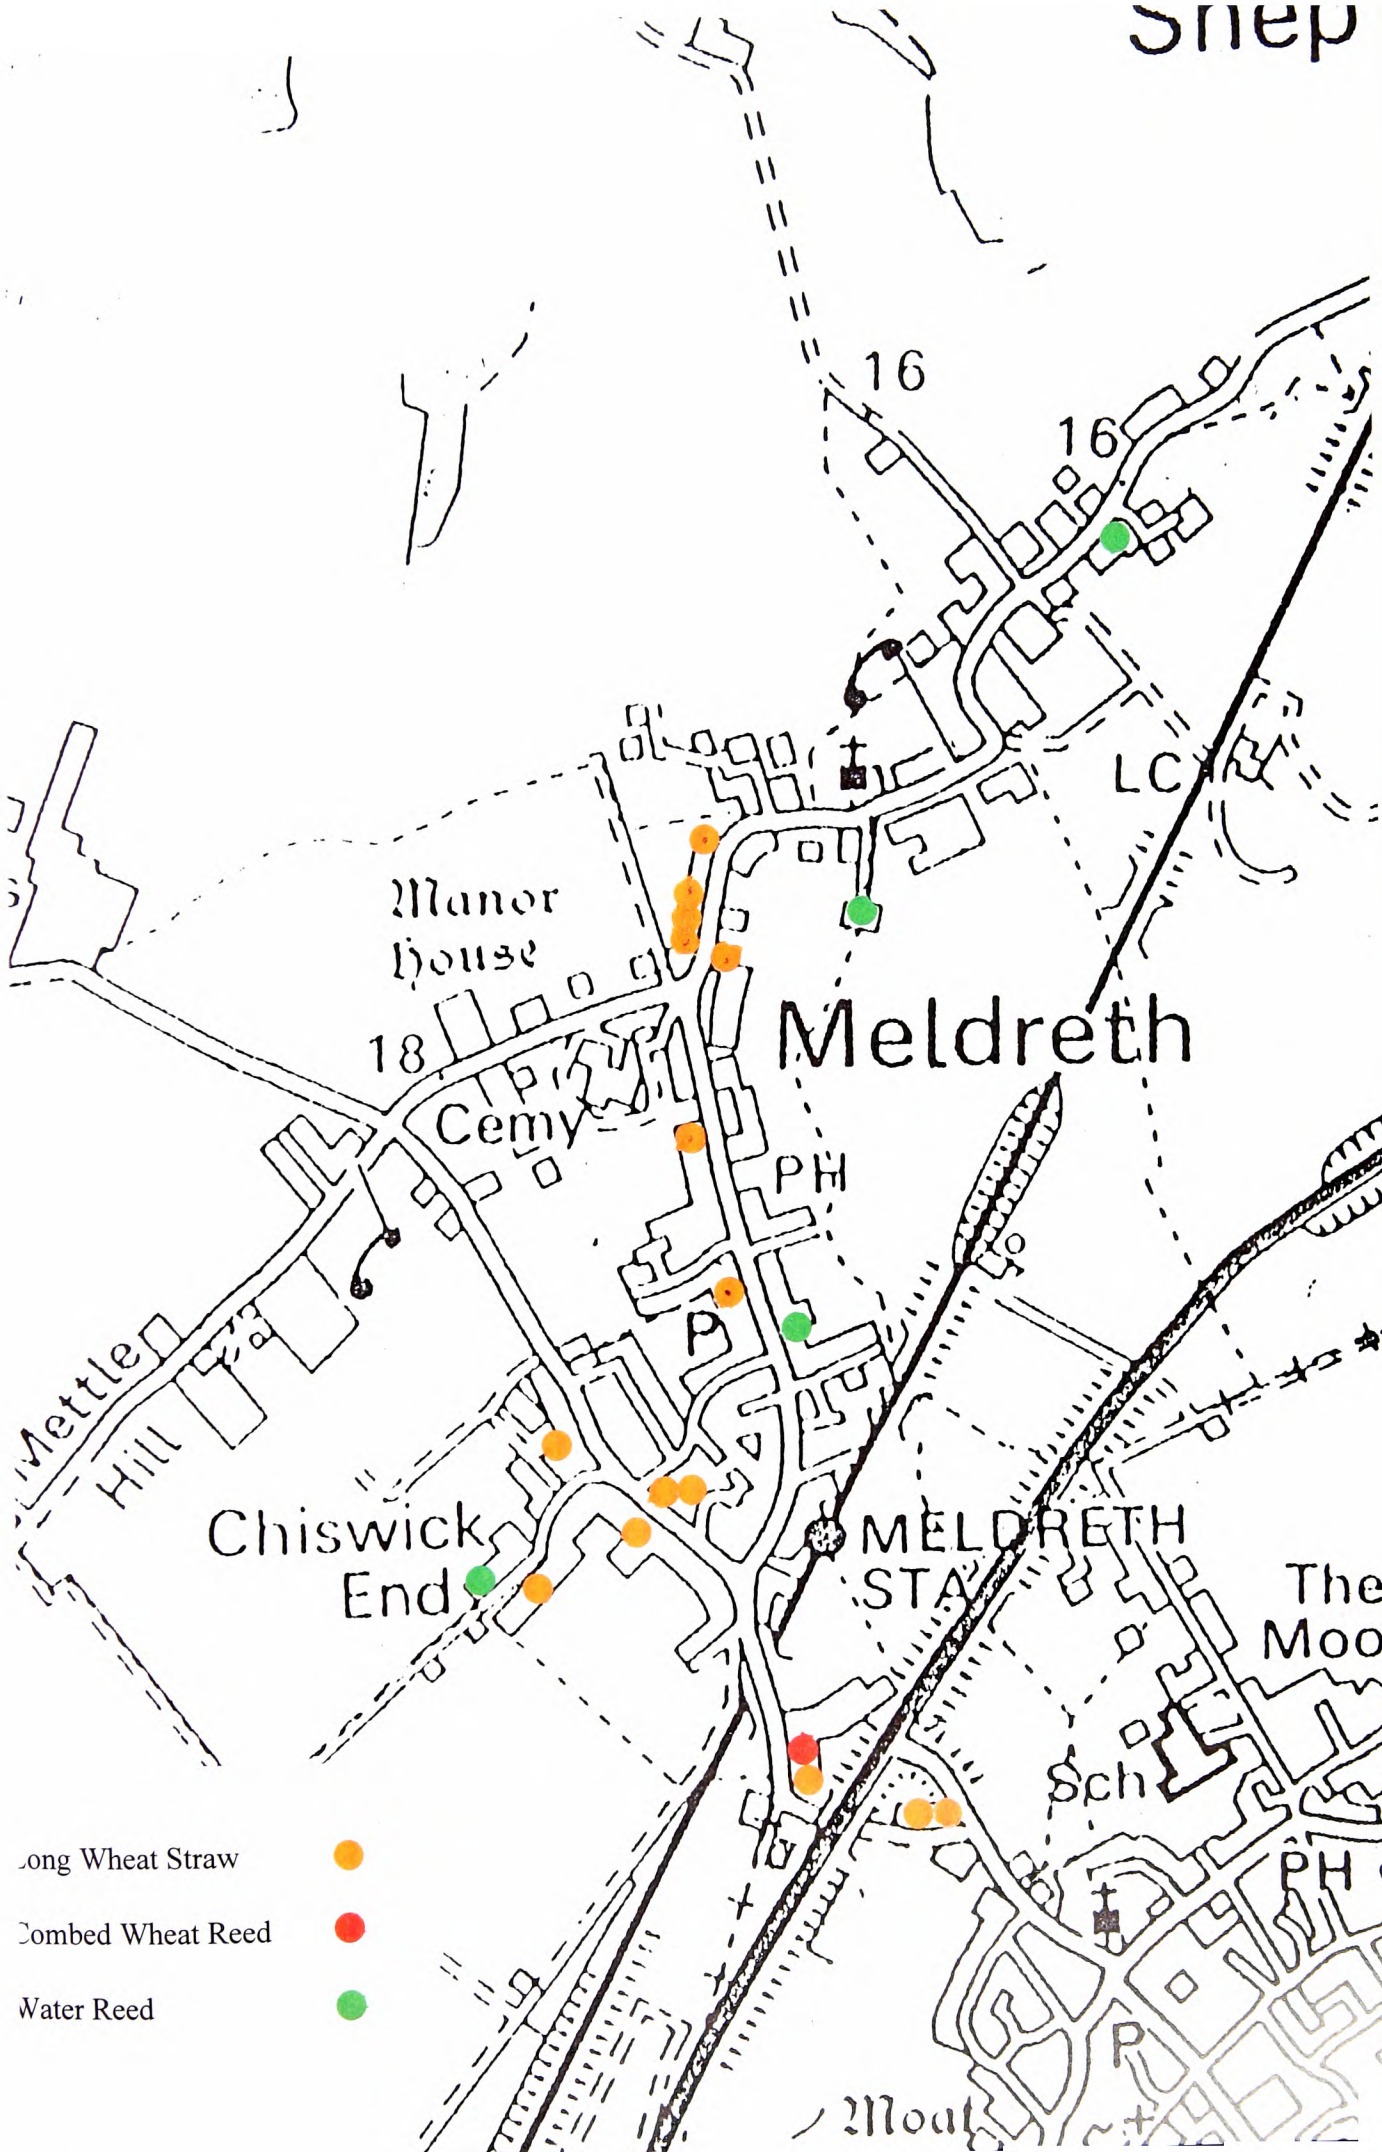 Shep
16
16
LC
Manor
House
Meldreth
18
Cemy
PH
P
Mettle
Hill
Chiswick
End
MELDRETH
STA
The
Moo
Sch
PH
ong Wheat Straw
Combed Wheat Reed
Water Reed
P
Moat